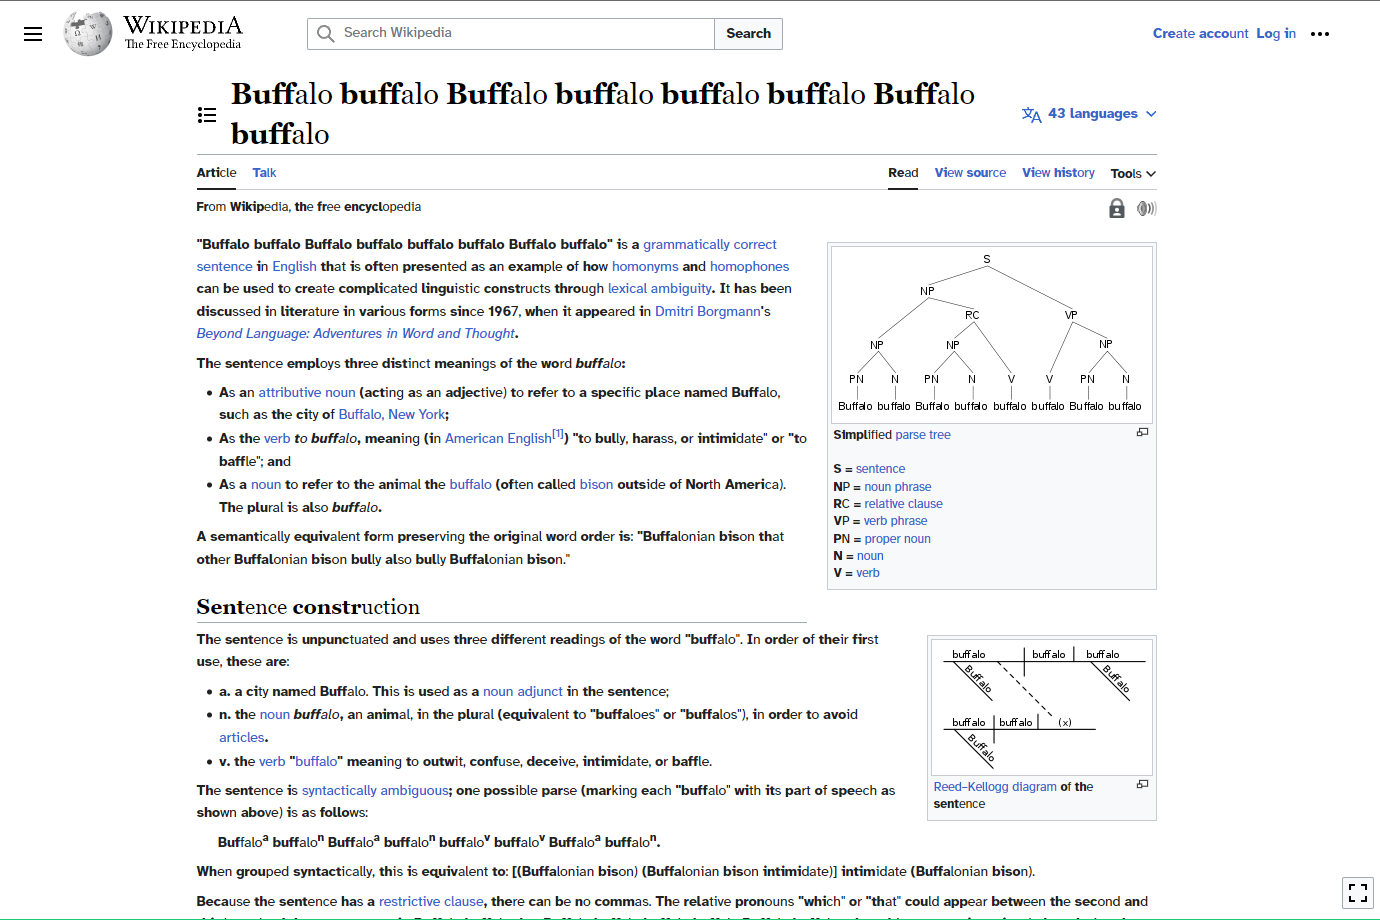 WIKIPEDIA
The Free Encyclopedia
Search Wikipedia
Search
Create account Log in
Buffalo buffalo Buffalo buffalo buffalo buffalo Buffalo
buffalo
43 languages
Article Talk
Read View source View history Tools
From Wikipedia, the free encyclopedia
"Buffalo buffalo Buffalo buffalo buffalo buffalo Buffalo buffalo" is a grammatically correct
sentence in English that is often presented as an example of how homonyms and homophones
can be used to create complicated linguistic constructs through lexical ambiguity. It has been
discussed in literature in various forms since 1967, when it appeared in Dmitri Borgmann's
Beyond Language: Adventures in Word and Thought.
The sentence employs three distinct meanings of the word buffalo:
• As an attributive noun (acting as an adjective) to refer to a specific place named Buffalo,
such as the city of Buffalo, New York;
• As the verb to buffalo, meaning (in American English[1]) "to bully, harass, or intimidate" or "to
baffle"; and
• As a noun to refer to the animal the buffalo (often called bison outside of North America).
The plural is also buffalo.
A semantically equivalent form preserving the original word order is: "Buffalonian bison that
other Buffalonian bison bully also bully Buffalonian bison."
S
NP
RC VP
NP NP NP
PN N PN N V V PN N
Buffalo buffalo Buffalo buffalo buffalo buffalo Buffalo buffalo
Simplified parse tree
S = sentence
NP = noun phrase
RC = relative clause
VP = verb phrase
PN = proper noun
N = noun
V = verb
Sentence construction
The sentence is unpunctuated and uses three different readings of the word "buffalo". In order of their first
use, these are:
• a. a city named Buffalo. This is used as a noun adjunct in the sentence;
• n. the noun buffalo, an animal, in the plural (equivalent to "buffaloes" or "buffalos"), in order to avoid
articles.
• v. the verb "buffalo" meaning to outwit, confuse, deceive, intimidate, or baffle.
The sentence is syntactically ambiguous; one possible parse (marking each "buffalo" with its part of speech as
shown above) is as follows:
Buffaloᵃ buffaloⁿ Buffaloᵃ buffaloⁿ buffaloᵛ buffaloᵛ Buffaloᵃ buffaloⁿ.
When grouped syntactically, this is equivalent to: [(Buffalonian bison) (Buffalonian bison intimidate)] intimidate (Buffalonian bison).
Because the sentence has a restrictive clause, there can be no commas. The relative pronouns "which" or "that" could appear between the second and
buffalo buffalo buffalo
Buffalo Buffalo
buffalo buffalo (x)
Buffalo
Reed–Kellogg diagram of the
sentence